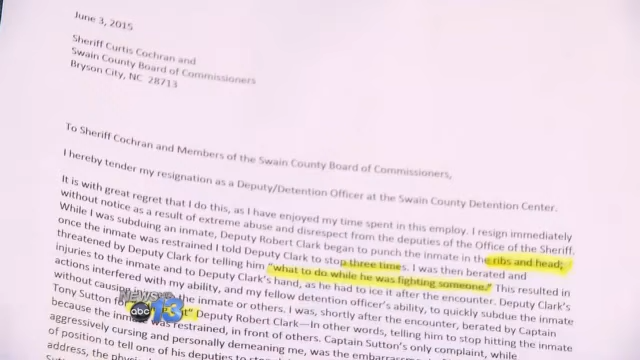 June 3, 2015
Sheriff Curtis Cochran and
Swain County Board of Commissioners
Bryson City, NC 28713
To Sheriff Cochran and Members of the Swain County Board of Commissioners,
I hereby tender my resignation as a Deputy/Detention Officer at the Swain County Detention Center.
It is with great regret that I do this, as I have enjoyed my time spent in this employ. I resign immediately
without notice as a result of extreme abuse and disrespect from the deputies of the Office of the Sheriff.
While I was subduing an inmate, Deputy Robert Clark began to punch the inmate in the ribs and head;
once the inmate was restrained I told Deputy Clark to stop three times. I was then berated and
threatened by Deputy Clark for telling him "what to do while he was fighting someone." This resulted in
injuries to the inmate and to Deputy Clark's hand, as he had to ice it after the encounter. Deputy Clark's
actions interfered with my ability, and my fellow detention officer's ability, to quickly subdue the inmate
without causing the inmate or others. I was, shortly after the encounter, berated by Captain
Tony Sutton Deputy Robert Clark—In other words, telling him to stop hitting the inmate
because the inmate was restrained, in front of others. Captain Sutton's only complaint, while
aggressively cursing and personally demeaning me, was the
of position to tell one of his deputies to
address, the
NEWS
abc 13